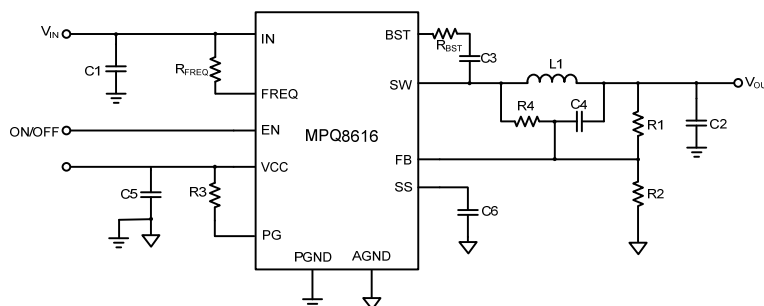 VIN
IN
BST
RBST
C3
C1
RFREQ
SW
L1
VOU
FREQ
R4
C4
R1
C2
ON/OFF
EN
MPQ8616
VCC
FB
C5
R3
SS
R2
C6
PG
PGND
AGND